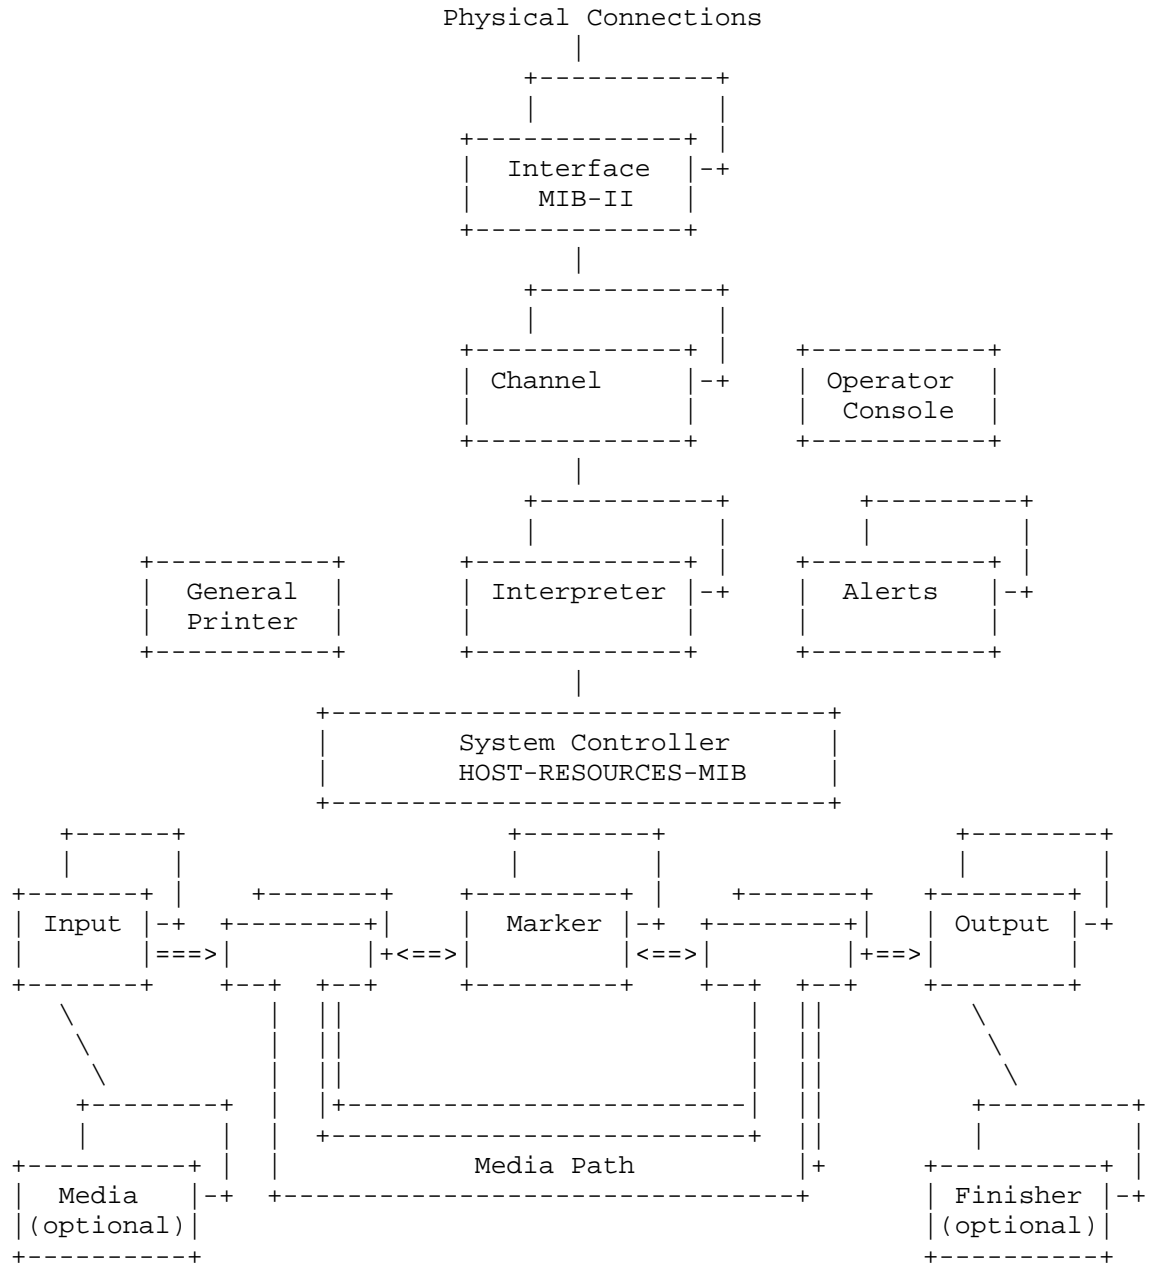 Physical Connections
Interface
MIB-II
Channel
Operator
Console
General
Printer
Interpreter
Alerts
System Controller
HOST-RESOURCES-MIB
Input
Marker
Output
Media Path
Media
(optional)
Finisher
(optional)